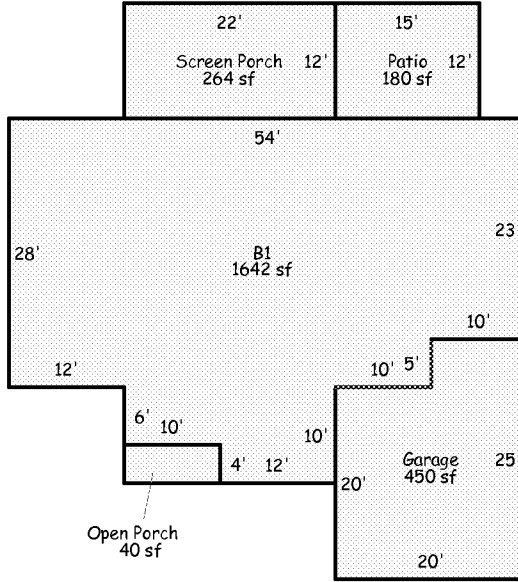 22' 15'
Screen Porch 12' Patio 12'
264 sf 180 sf
54'
23
28' B1
1642 sf
10'
12' 10' 5'
6' 10' 10'
4' 12' Garage 25
20' 450 sf
Open Porch
40 sf
20'